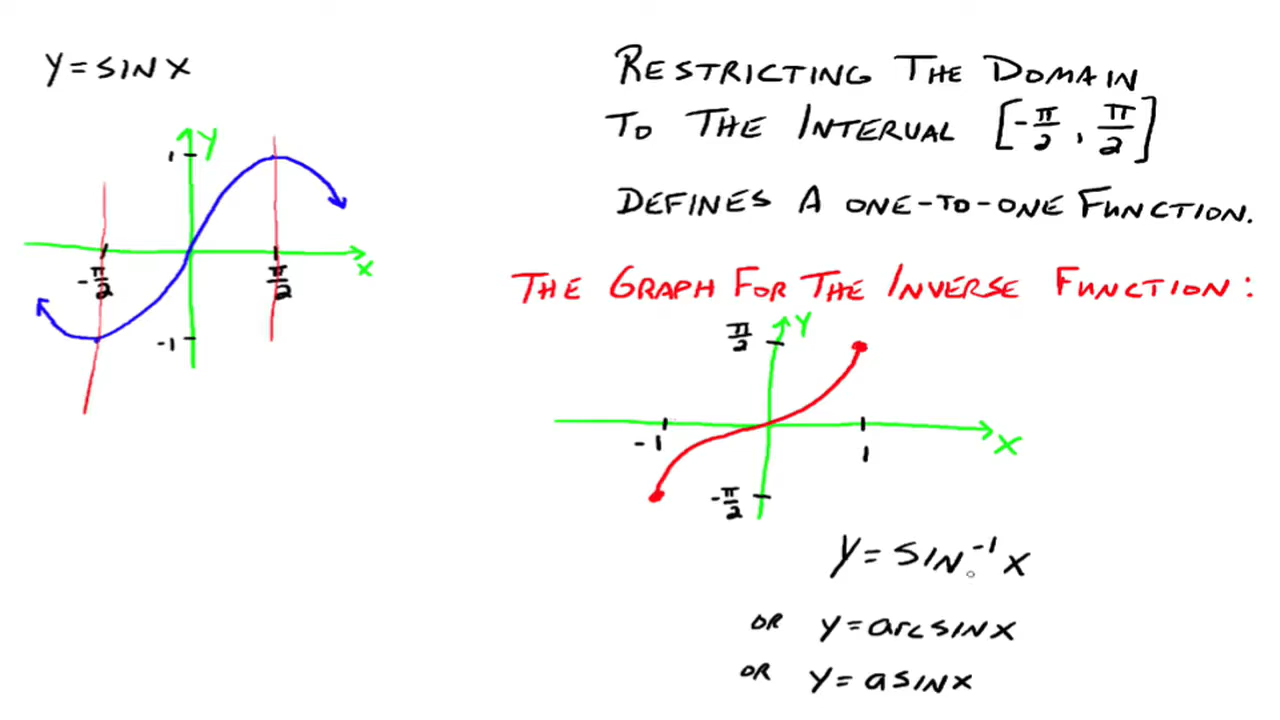 Y = SIN X
Y
1
-π/2
π/2
X
-1
RESTRICTING THE DOMAIN
TO THE INTERVAL [-π/2, π/2]
DEFINES A ONE-TO-ONE FUNCTION.
THE GRAPH FOR THE INVERSE FUNCTION:
π/2
Y
-1
1
X
-π/2
Y = SIN⁻¹ X
OR Y = arcSIN X
OR Y = aSIN X